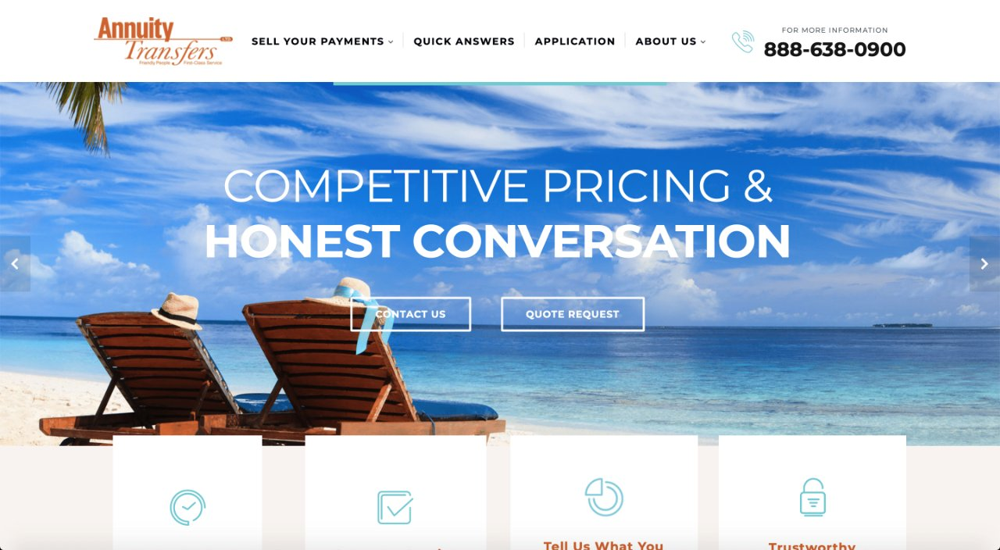 Annuity
LTD
Transfers
Friendly People First-Class Service
SELL YOUR PAYMENTS
QUICK ANSWERS
APPLICATION
ABOUT US
FOR MORE INFORMATION
888-638-0900
COMPETITIVE PRICING &
HONEST CONVERSATION
CONTACT US
QUOTE REQUEST
Tell Us What You
Trustworthy